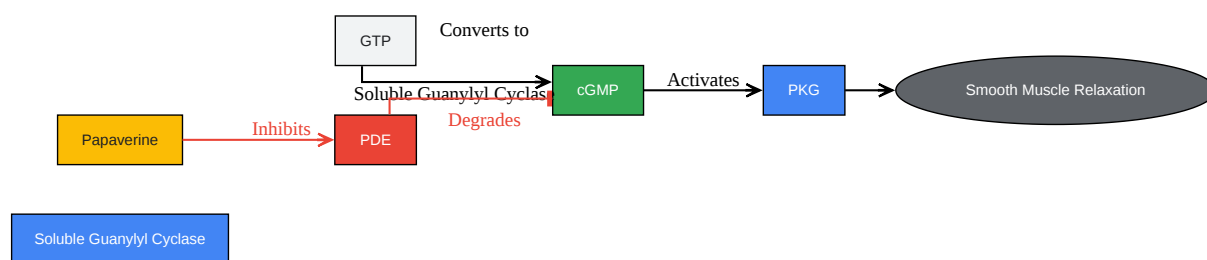 GTP
Converts to
Soluble Guanylyl Cyclas
cGMP
Activates
PKG
Smooth Muscle Relaxation
Degrades
Papaverine
Inhibits
PDE
Soluble Guanylyl Cyclase